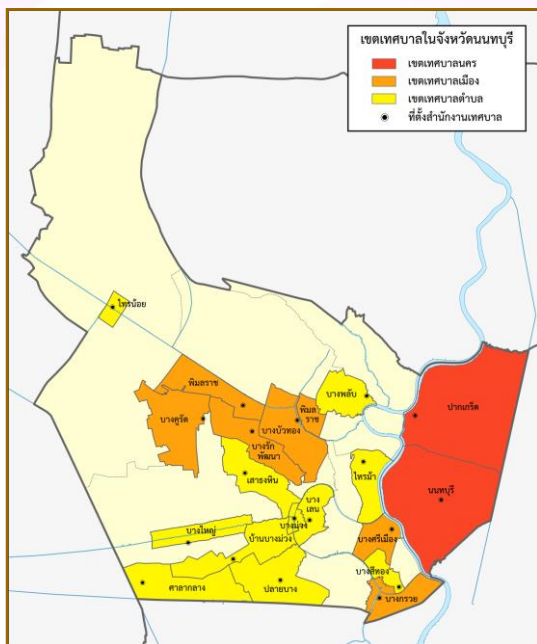 เขตเทศบาลในจังหวัดนนทบุรี
เขตเทศบาลนคร
เขตเทศบาลเมือง
เขตเทศบาลตำบล
ที่ตั้งสำนักงานเทศบาล
ไทรน้อย
พิมลราช
พิมล
ราช
บางพลับ
ปากเกร็ด
บางคูรัด
บางบัวทอง
บางรัก
พัฒนา
ไทรม้า
เสาธงหิน
บาง
เลน
นนทบุรี
บางม่วง
บางใหญ่
บ้านบางม่วง
บางศรีเมือง
บางสีทอง
ศาลากลาง
ปลายบาง
บางกรวย